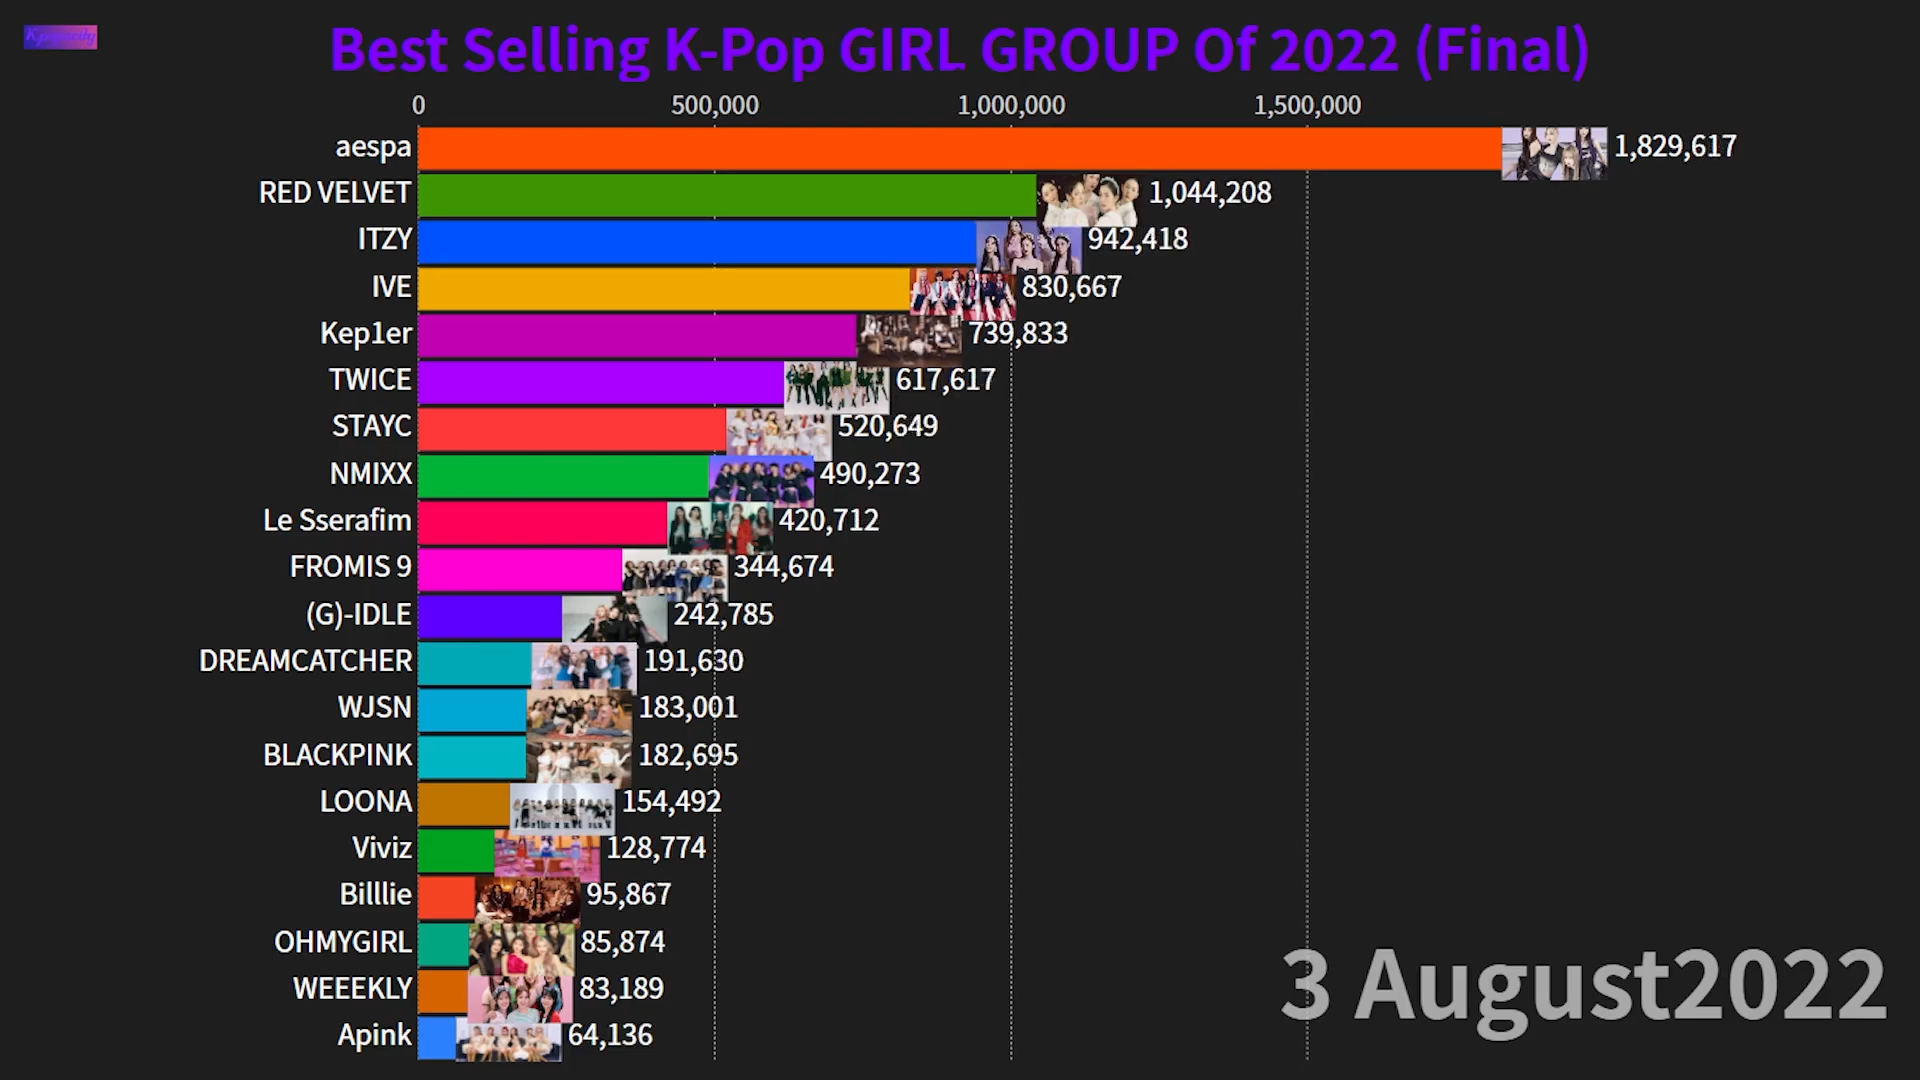 Best Selling K-Pop GIRL GROUP Of 2022 (Final)
0 500,000 1,000,000 1,500,000
aespa 1,829,617
RED VELVET 1,044,208
ITZY 942,418
IVE 830,667
Kep1er 739,833
TWICE 617,617
STAYC 520,649
NMIXX 490,273
Le Sserafim 420,712
FROMIS 9 344,674
(G)-IDLE 242,785
DREAMCATCHER 191,630
WJSN 183,001
BLACKPINK 182,695
LOONA 154,492
Viviz 128,774
Billlie 95,867
OHMYGIRL 85,874
WEEEKLY 83,189
Apink 64,136
3 August2022